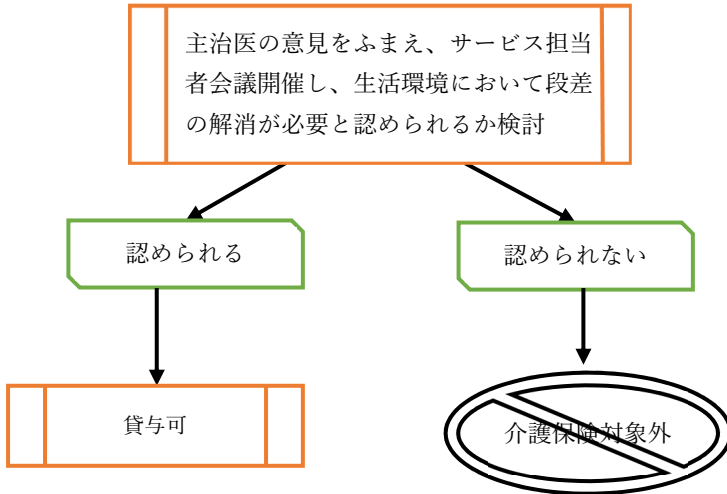 主治医の意見をふまえ、サービス担当
者会議開催し、生活環境において段差
の解消が必要と認められるか検討
認められる
認められない
貸与可
介護保険対象外